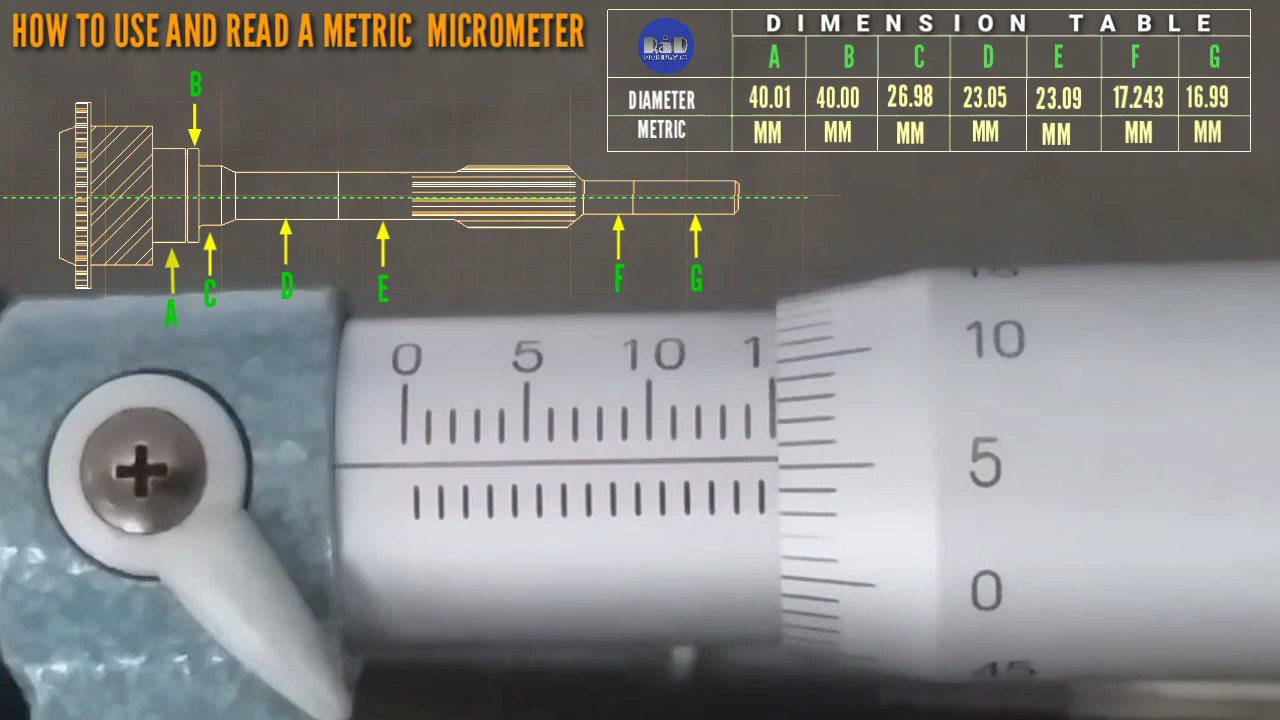 HOW TO USE AND READ A METRIC MICROMETER
DIMENSION TABLE
A B C D E F G
DIAMETER 40.01 40.00 26.98 23.05 23.09 17.243 16.99
METRIC MM MM MM MM MM MM MM
B
A C D E F G
0 5 10 1
10
5
0
45